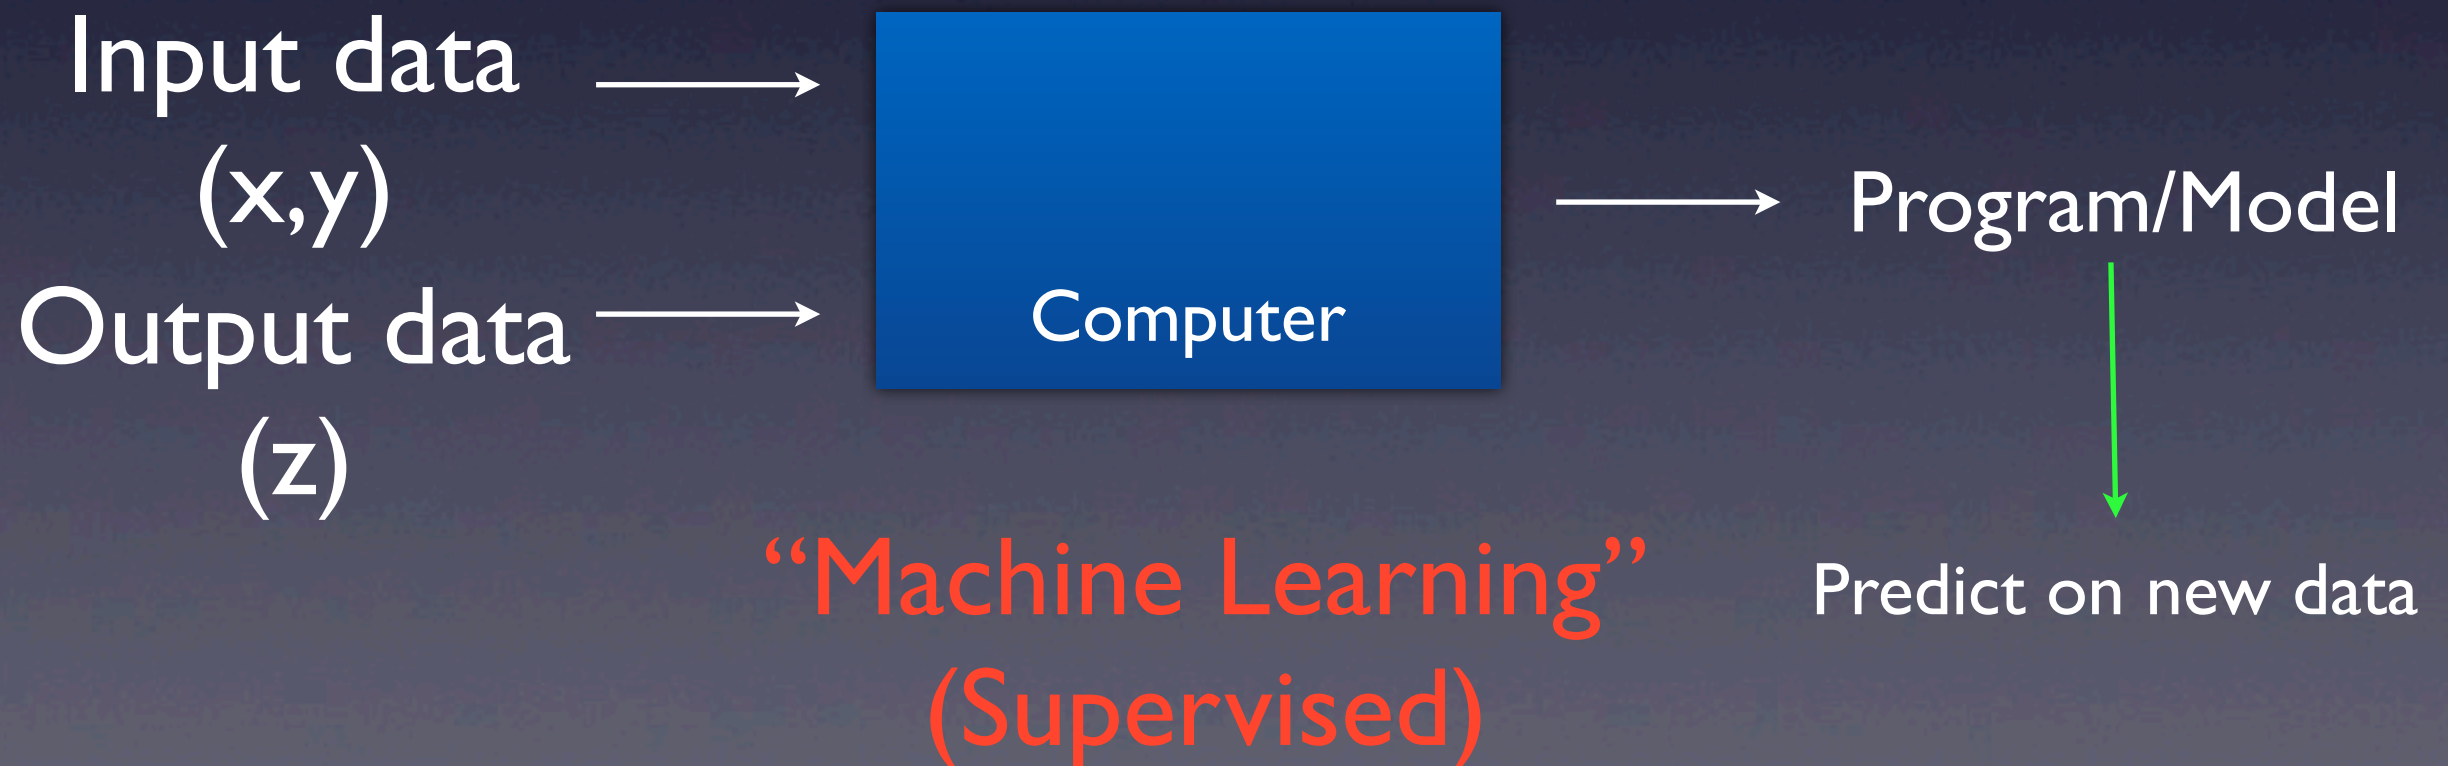 Input data
(x,y)
Output data
(z)
Computer
Program/Model
Predict on new data
“Machine Learning”
(Supervised)